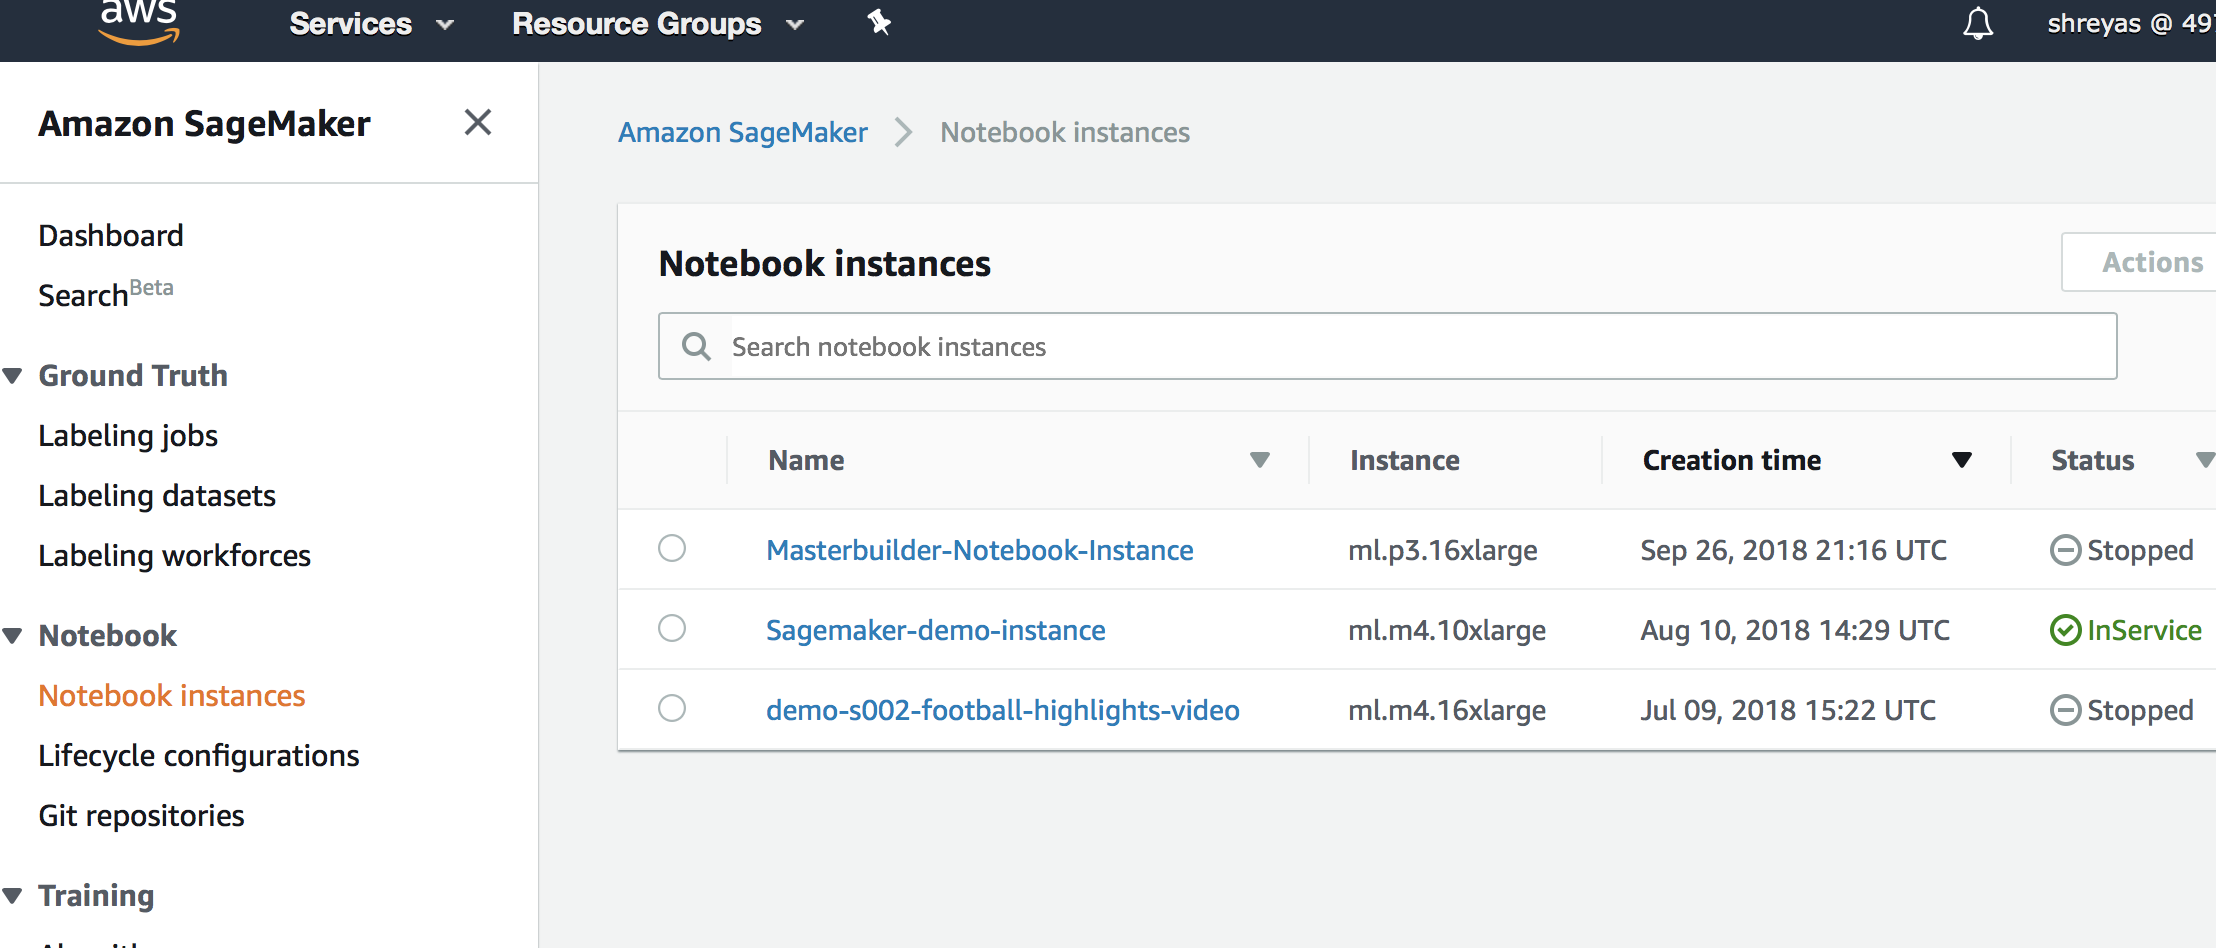 aws Services Resource Groups shreyas @ 497
Amazon SageMaker
Dashboard
Search Beta
Ground Truth
Labeling jobs
Labeling datasets
Labeling workforces
Notebook
Notebook instances
Lifecycle configurations
Git repositories
Training
Amazon SageMaker > Notebook instances
Notebook instances
Actions
Search notebook instances
Name Instance Creation time Status
Masterbuilder-Notebook-Instance ml.p3.16xlarge Sep 26, 2018 21:16 UTC Stopped
Sagemaker-demo-instance ml.m4.10xlarge Aug 10, 2018 14:29 UTC InService
demo-s002-football-highlights-video ml.m4.16xlarge Jul 09, 2018 15:22 UTC Stopped